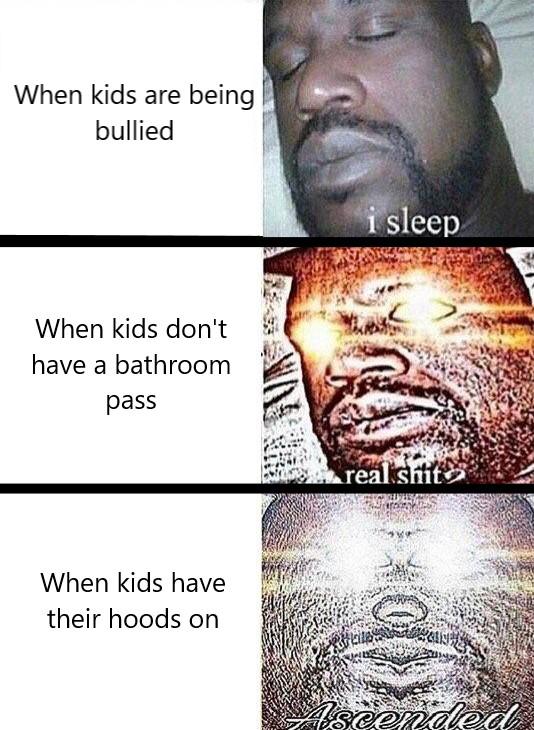 When kids are being
bullied
i sleep
When kids don't
have a bathroom
pass
real shit?
When kids have
their hoods on
Ascended